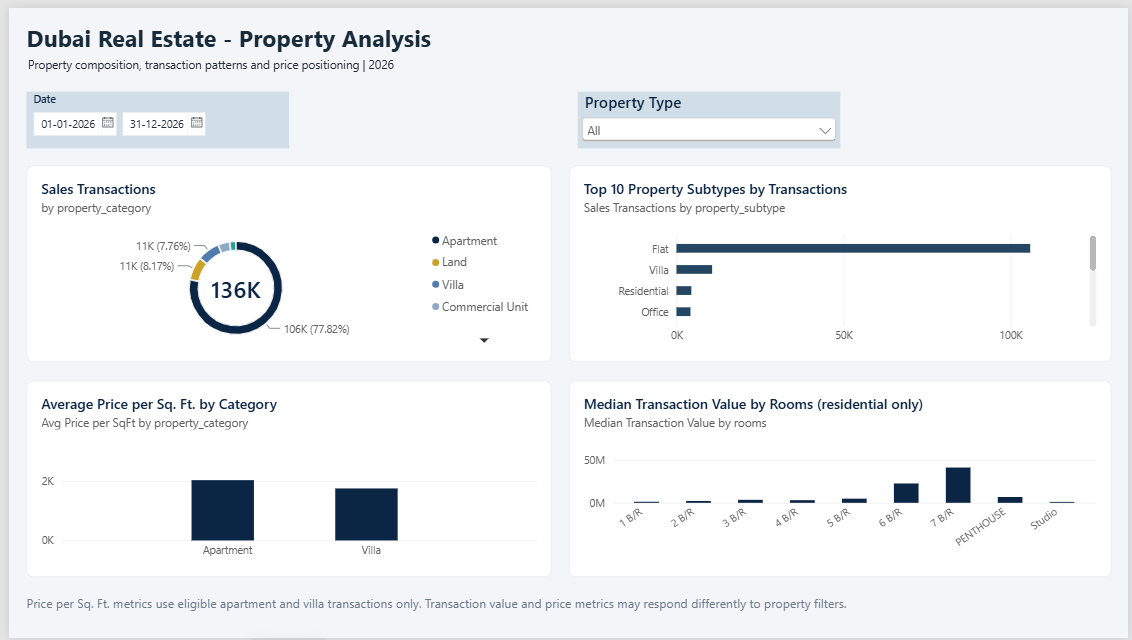 Dubai Real Estate - Property Analysis
Property composition, transaction patterns and price positioning | 2026
Date
01-01-2026 31-12-2026
Property Type
All
Sales Transactions
by property_category
11K (7.76%)
11K (8.17%)
136K
106K (77.82%)
Apartment
Land
Villa
Commercial Unit
Top 10 Property Subtypes by Transactions
Sales Transactions by property_subtype
Flat
Villa
Residential
Office
0K 50K 100K
Average Price per Sq. Ft. by Category
Avg Price per SqFt by property_category
2K
0K
Apartment Villa
Median Transaction Value by Rooms (residential only)
Median Transaction Value by rooms
50M
0M
1 B/R 2 B/R 3 B/R 4 B/R 5 B/R 6 B/R 7 B/R PENTHOUSE Studio
Price per Sq. Ft. metrics use eligible apartment and villa transactions only. Transaction value and price metrics may respond differently to property filters.